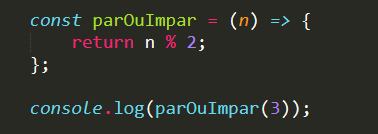 const parOuImpar = (n) => {
    return n % 2;
};

console.log(parOuImpar(3));